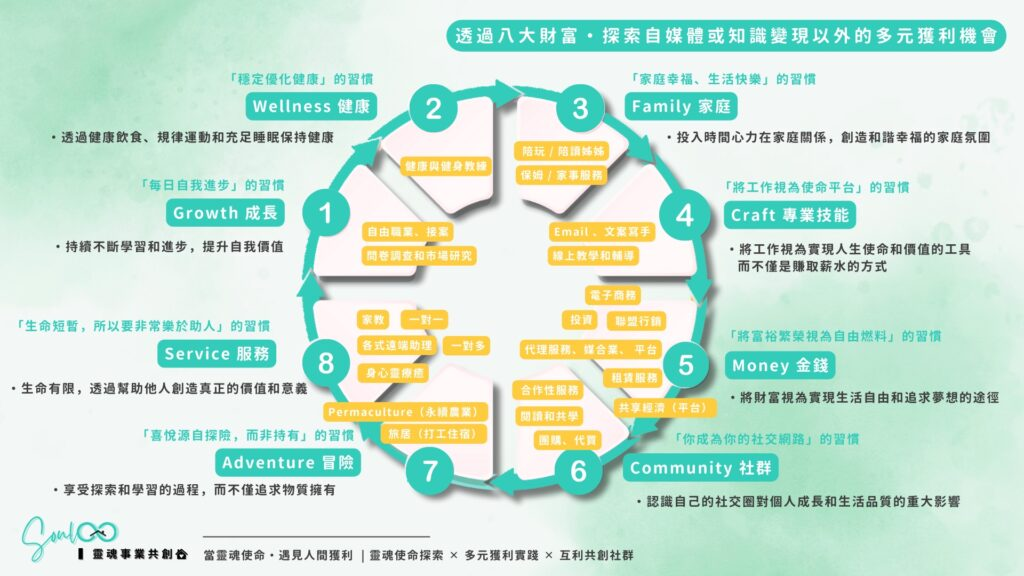 透過八大財富・探索自媒體或知識變現以外的多元獲利機會
「每日自我進步」的習慣
1
Growth 成長
・持續不斷學習和進步，提升自我價值
自由職業、接案
問卷調查和市場研究
「穩定優化健康」的習慣
2
Wellness 健康
・透過健康飲食、規律運動和充足睡眠保持健康
健康與健身教練
「家庭幸福、生活快樂」的習慣
3
Family 家庭
・投入時間心力在家庭關係，創造和諧幸福的家庭氛圍
陪玩 / 陪讀姊姊
保姆 / 家事服務
「將工作視為使命平台」的習慣
4
Craft 專業技能
・將工作視為實現人生使命和價值的工具
而不僅是賺取薪水的方式
Email 、文案寫手
線上教學和輔導
「將富裕繁榮視為自由燃料」的習慣
5
Money 金錢
・將財富視為實現生活自由和追求夢想的途徑
電子商務
投資
聯盟行銷
代理服務、媒合業、 平台
租賃服務
共享經濟（平台）
「你成為你的社交網路」的習慣
6
Community 社群
・認識自己的社交圈對個人成長和生活品質的重大影響
合作性服務
閱讀和共學
團購、代買
「喜悅源自探險，而非持有」的習慣
7
Adventure 冒險
・享受探索和學習的過程，而不僅追求物質擁有
Permaculture（永續農業）
旅居（打工住宿）
「生命短暫，所以要非常樂於助人」的習慣
8
Service 服務
・生命有限，透過幫助他人創造真正的價值和意義
家教
一對一
各式遠端助理
一對多
身心靈療癒
Soul
靈魂事業共創
當靈魂使命・遇見人間獲利 | 靈魂使命探索 × 多元獲利實踐 × 互利共創社群